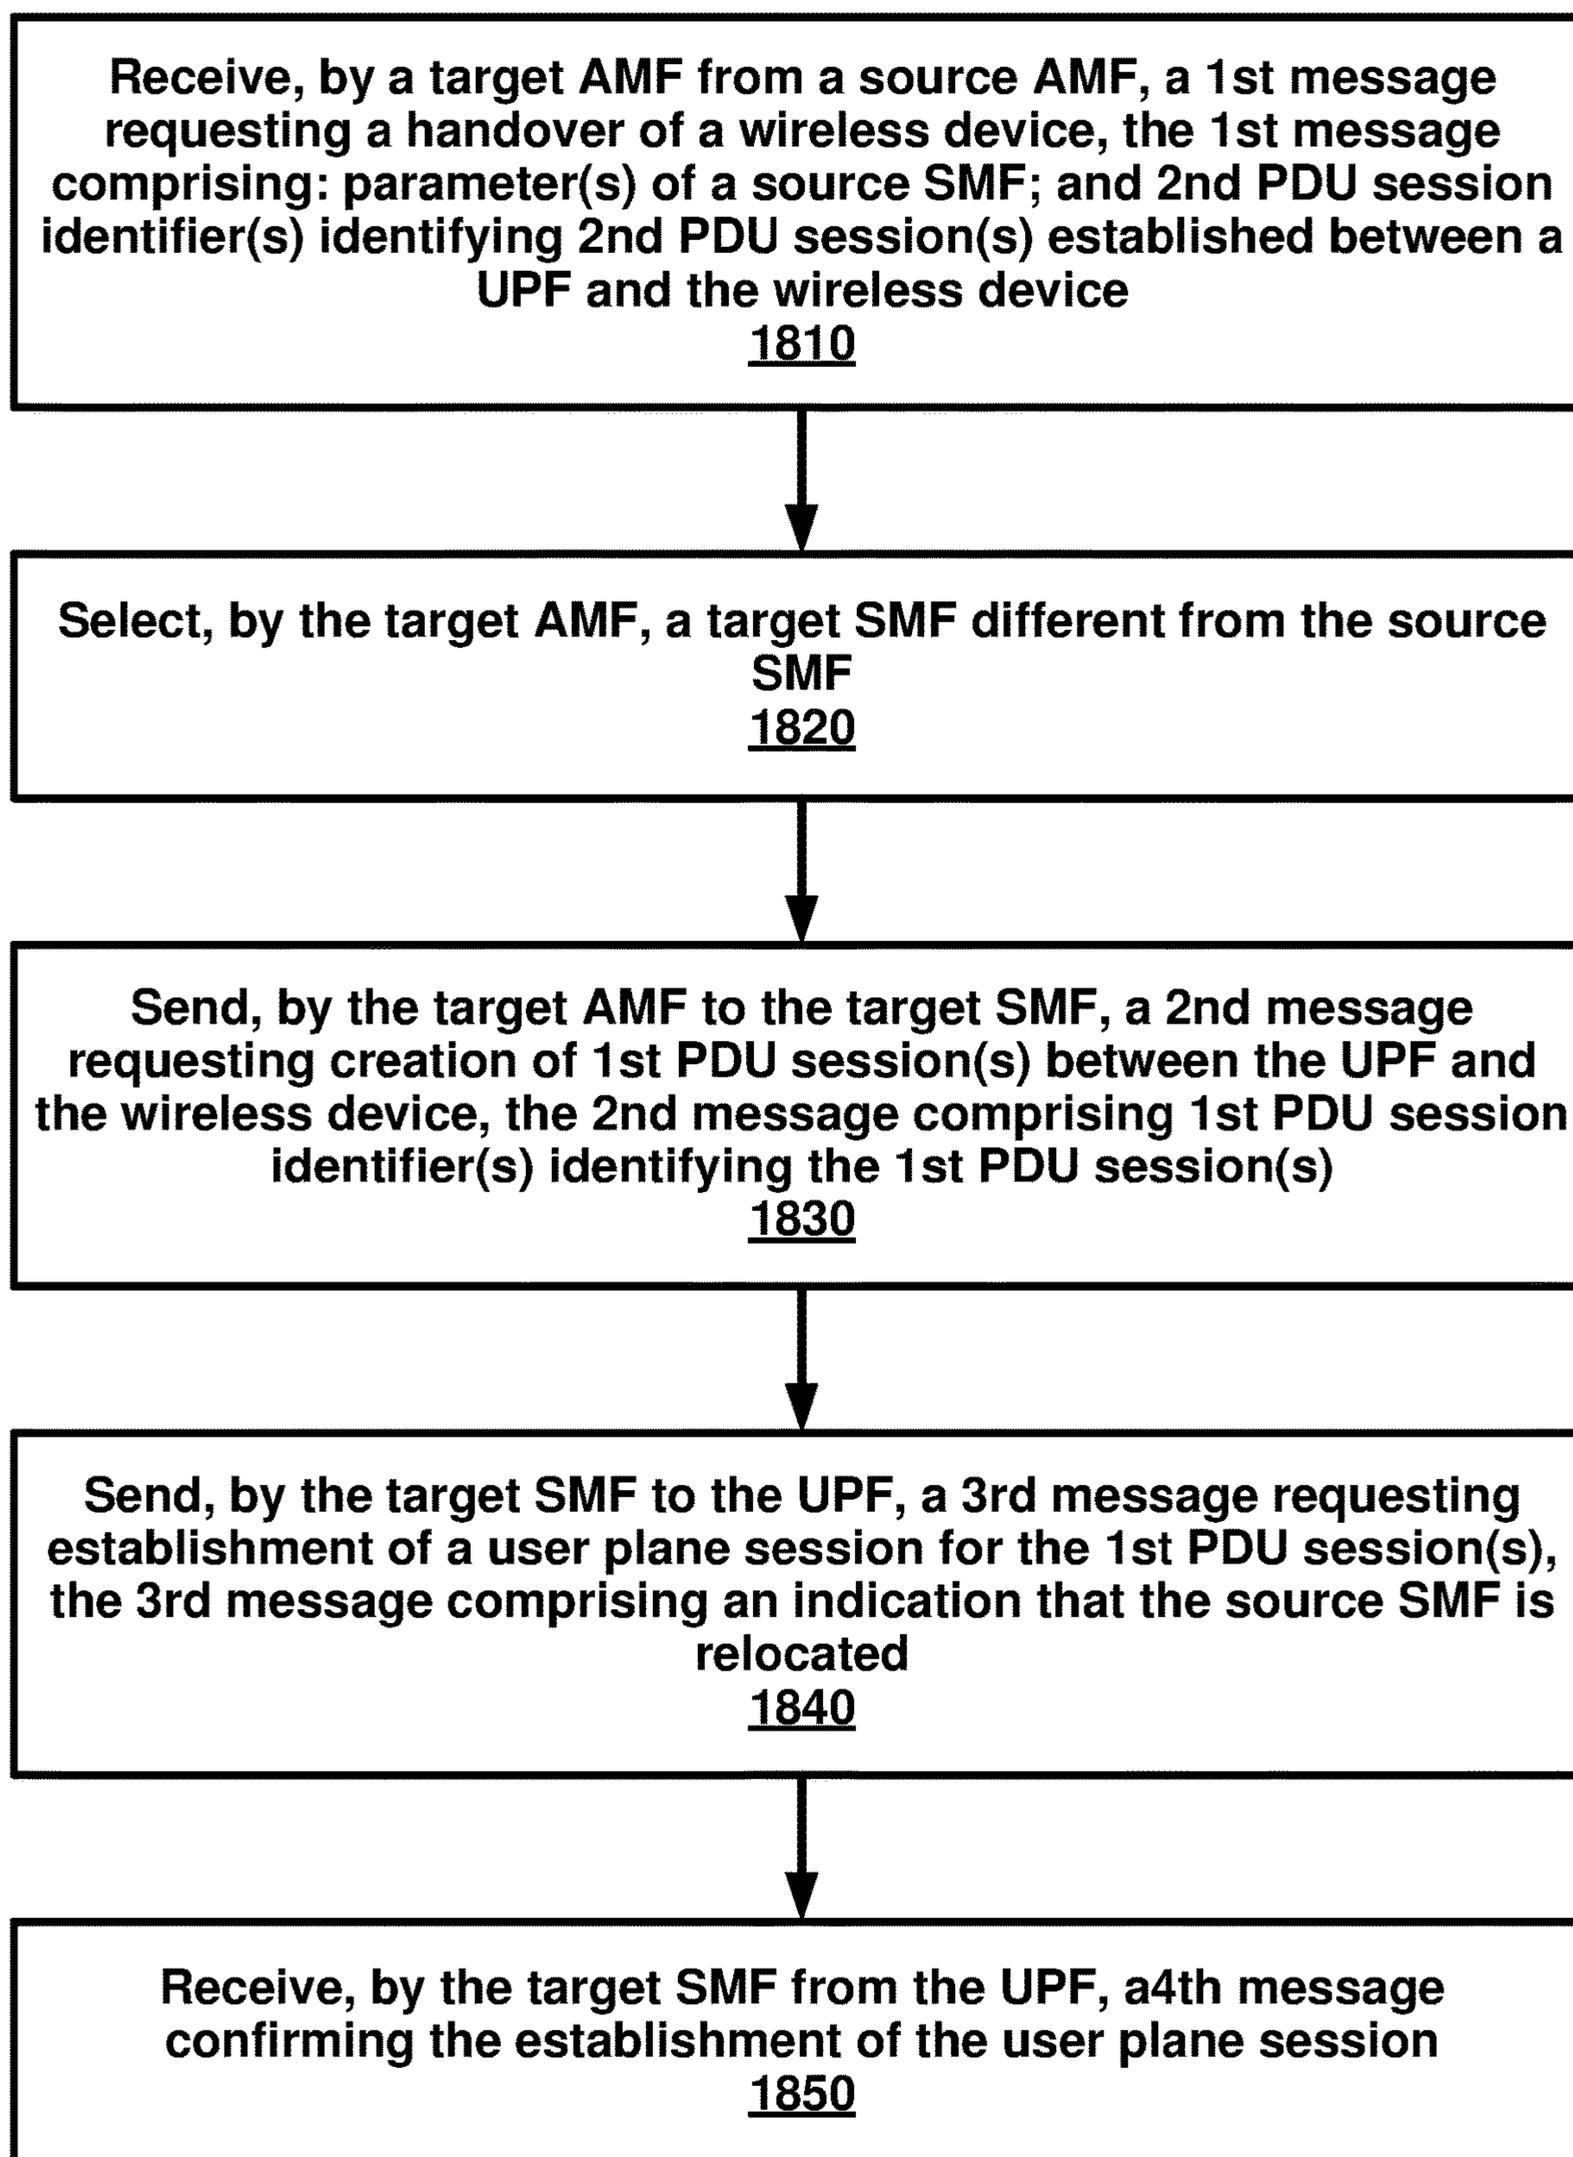 Receive, by a target AMF from a source AMF, a 1st message
requesting a handover of a wireless device, the 1st message
comprising: parameter(s) of a source SMF; and 2nd PDU session
identifier(s) identifying 2nd PDU session(s) established between a
UPF and the wireless device
1810
Select, by the target AMF, a target SMF different from the source
SMF
1820
Send, by the target AMF to the target SMF, a 2nd message
requesting creation of 1st PDU session(s) between the UPF and
the wireless device, the 2nd message comprising 1st PDU session
identifier(s) identifying the 1st PDU session(s)
1830
Send, by the target SMF to the UPF, a 3rd message requesting
establishment of a user plane session for the 1st PDU session(s),
the 3rd message comprising an indication that the source SMF is
relocated
1840
Receive, by the target SMF from the UPF, a4th message
confirming the establishment of the user plane session
1850